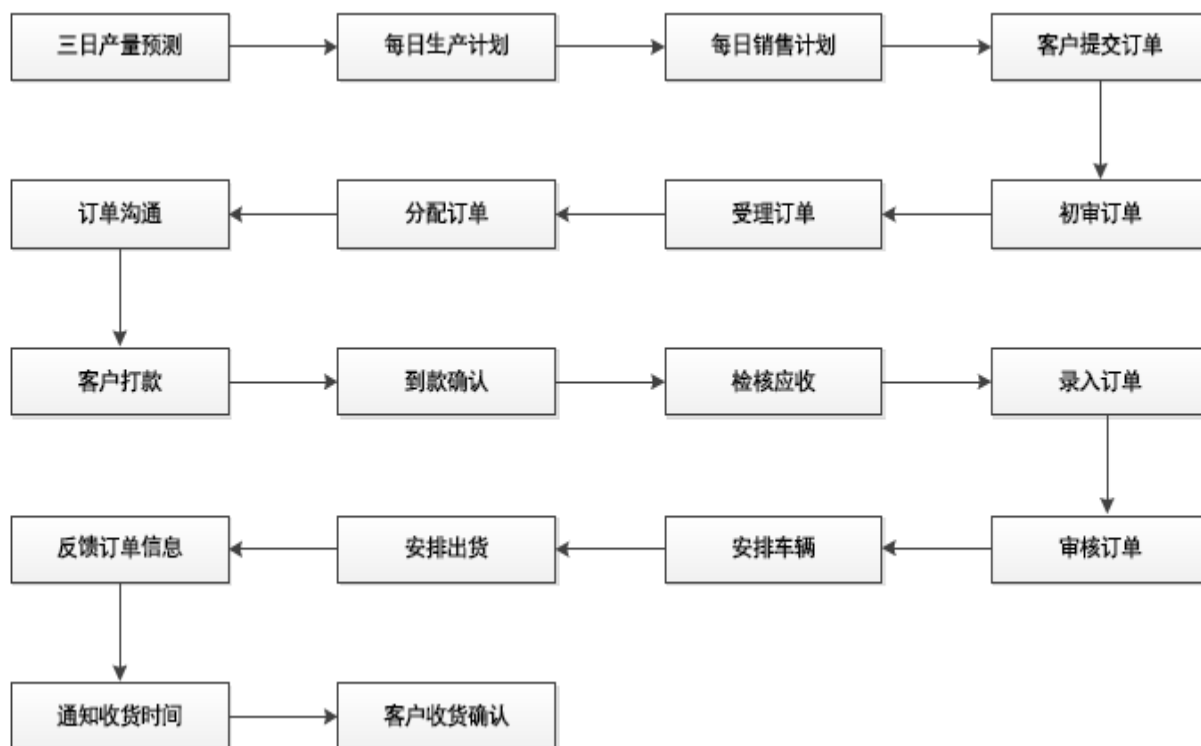 三日产量预测
每日生产计划
每日销售计划
客户提交订单
订单沟通
分配订单
受理订单
初审订单
客户打款
到款确认
检核应收
录入订单
反馈订单信息
安排出货
安排车辆
审核订单
通知收货时间
客户收货确认